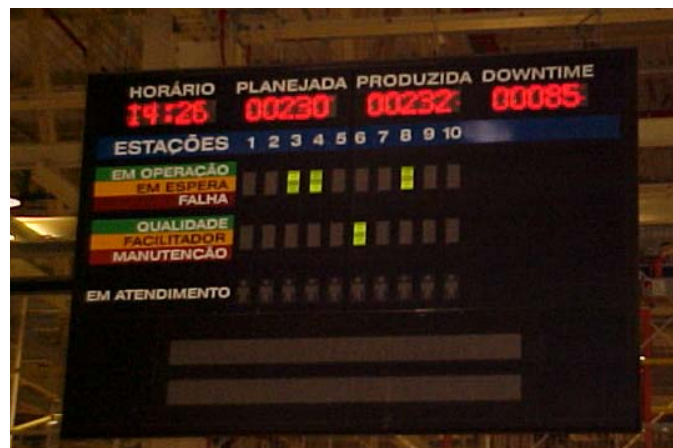 HORÁRIO PLANEJADA PRODUZIDA DOWNTIME
14:26 00230 00232 00085
ESTAÇÕES 1 2 3 4 5 6 7 8 9 10
EM OPERAÇÃO
EM ESPERA
FALHA
QUALIDADE
FACILITADOR
MANUTENCÃO
EM ATENDIMENTO